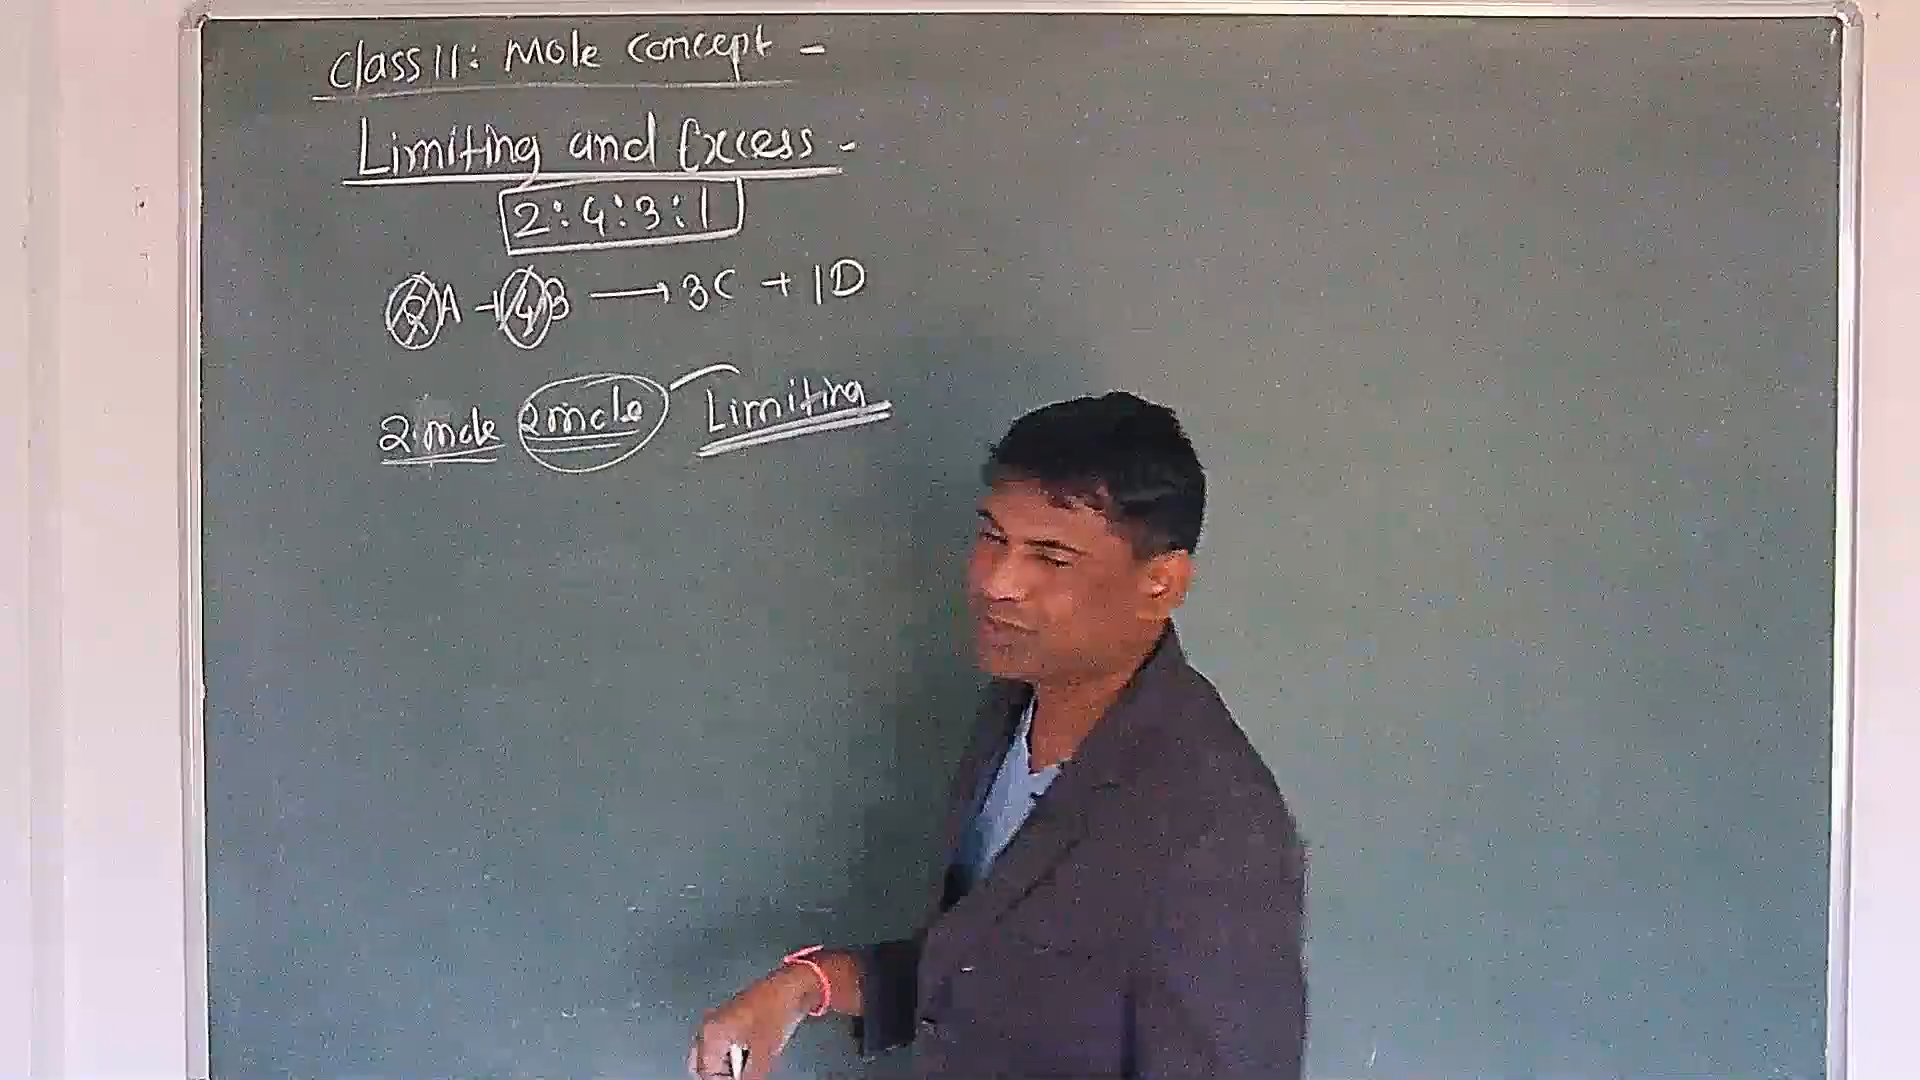 Class 11: Mole concept -
Limiting and Excess -
2:4:3:1
2A + 4B ⟶ 3C + 1D
2 mole 2 mole Limiting